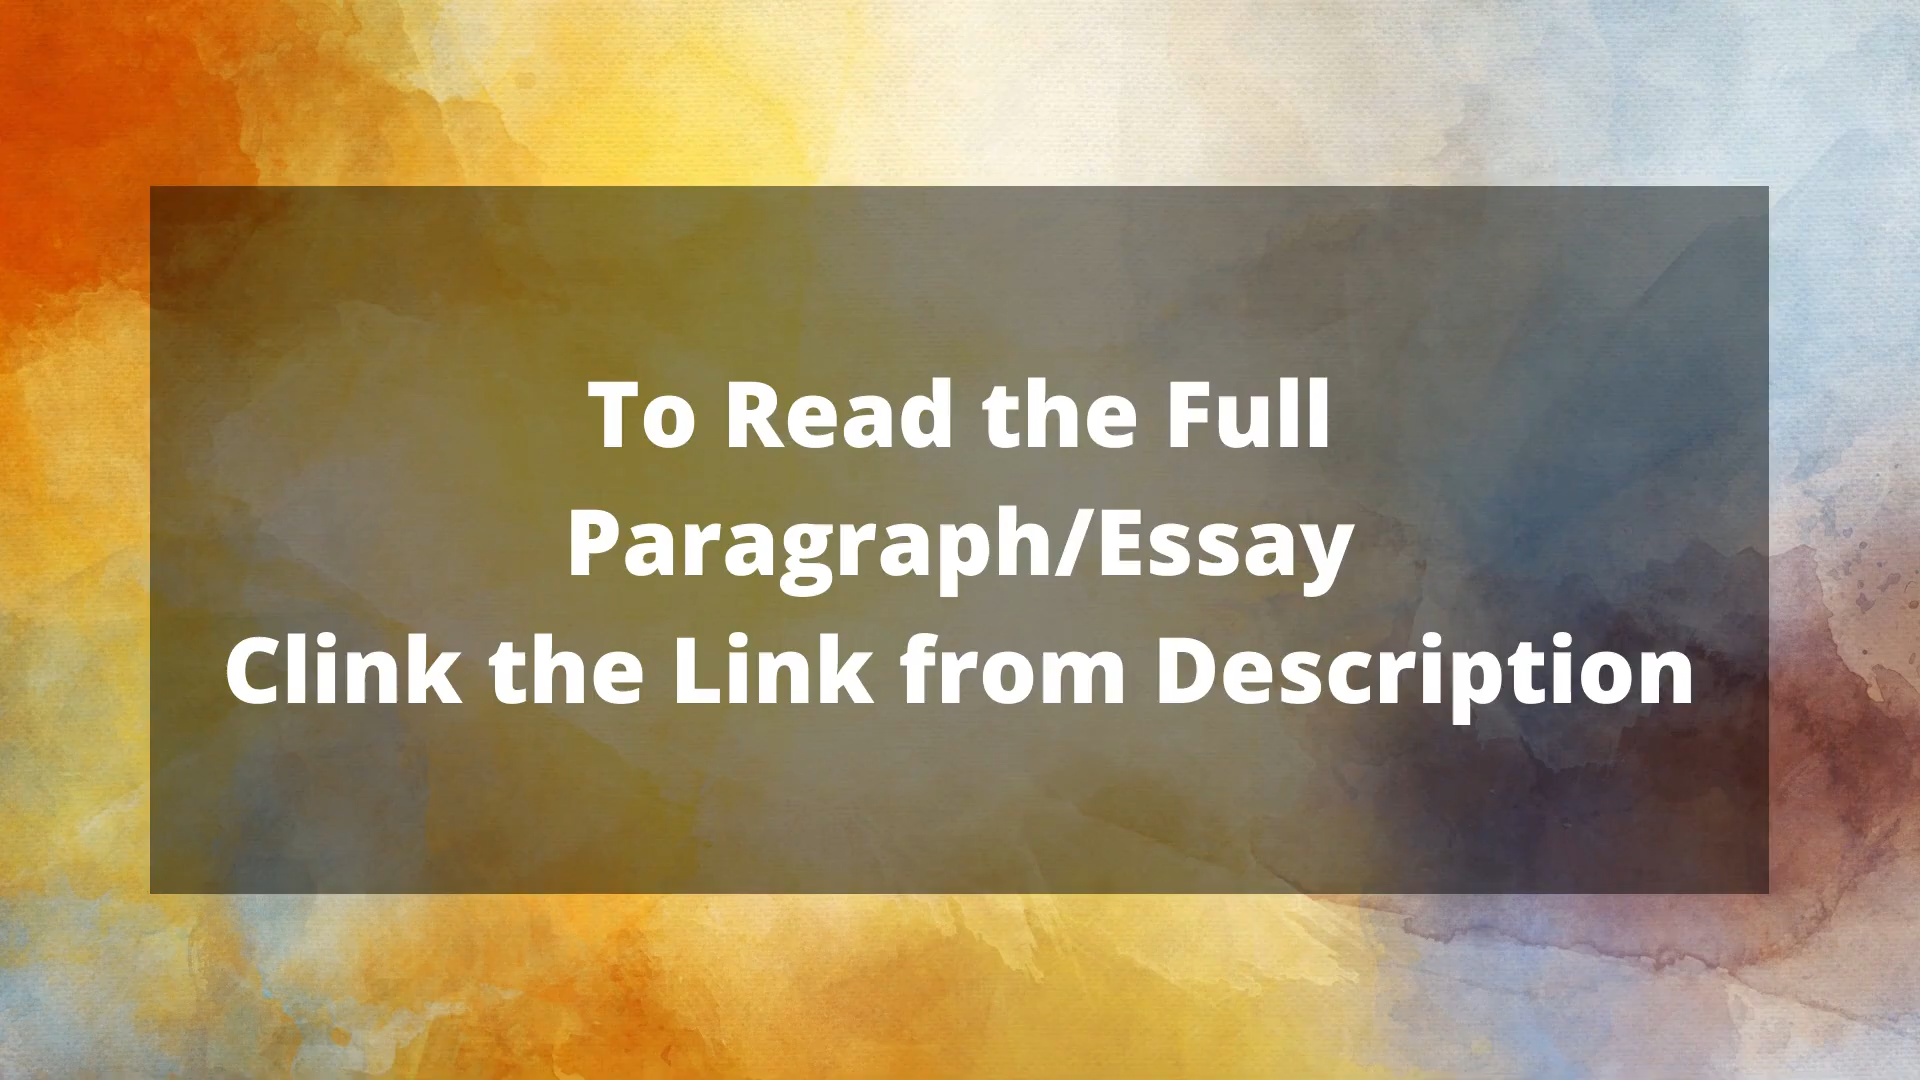 To Read the Full
Paragraph/Essay
Clink the Link from Description